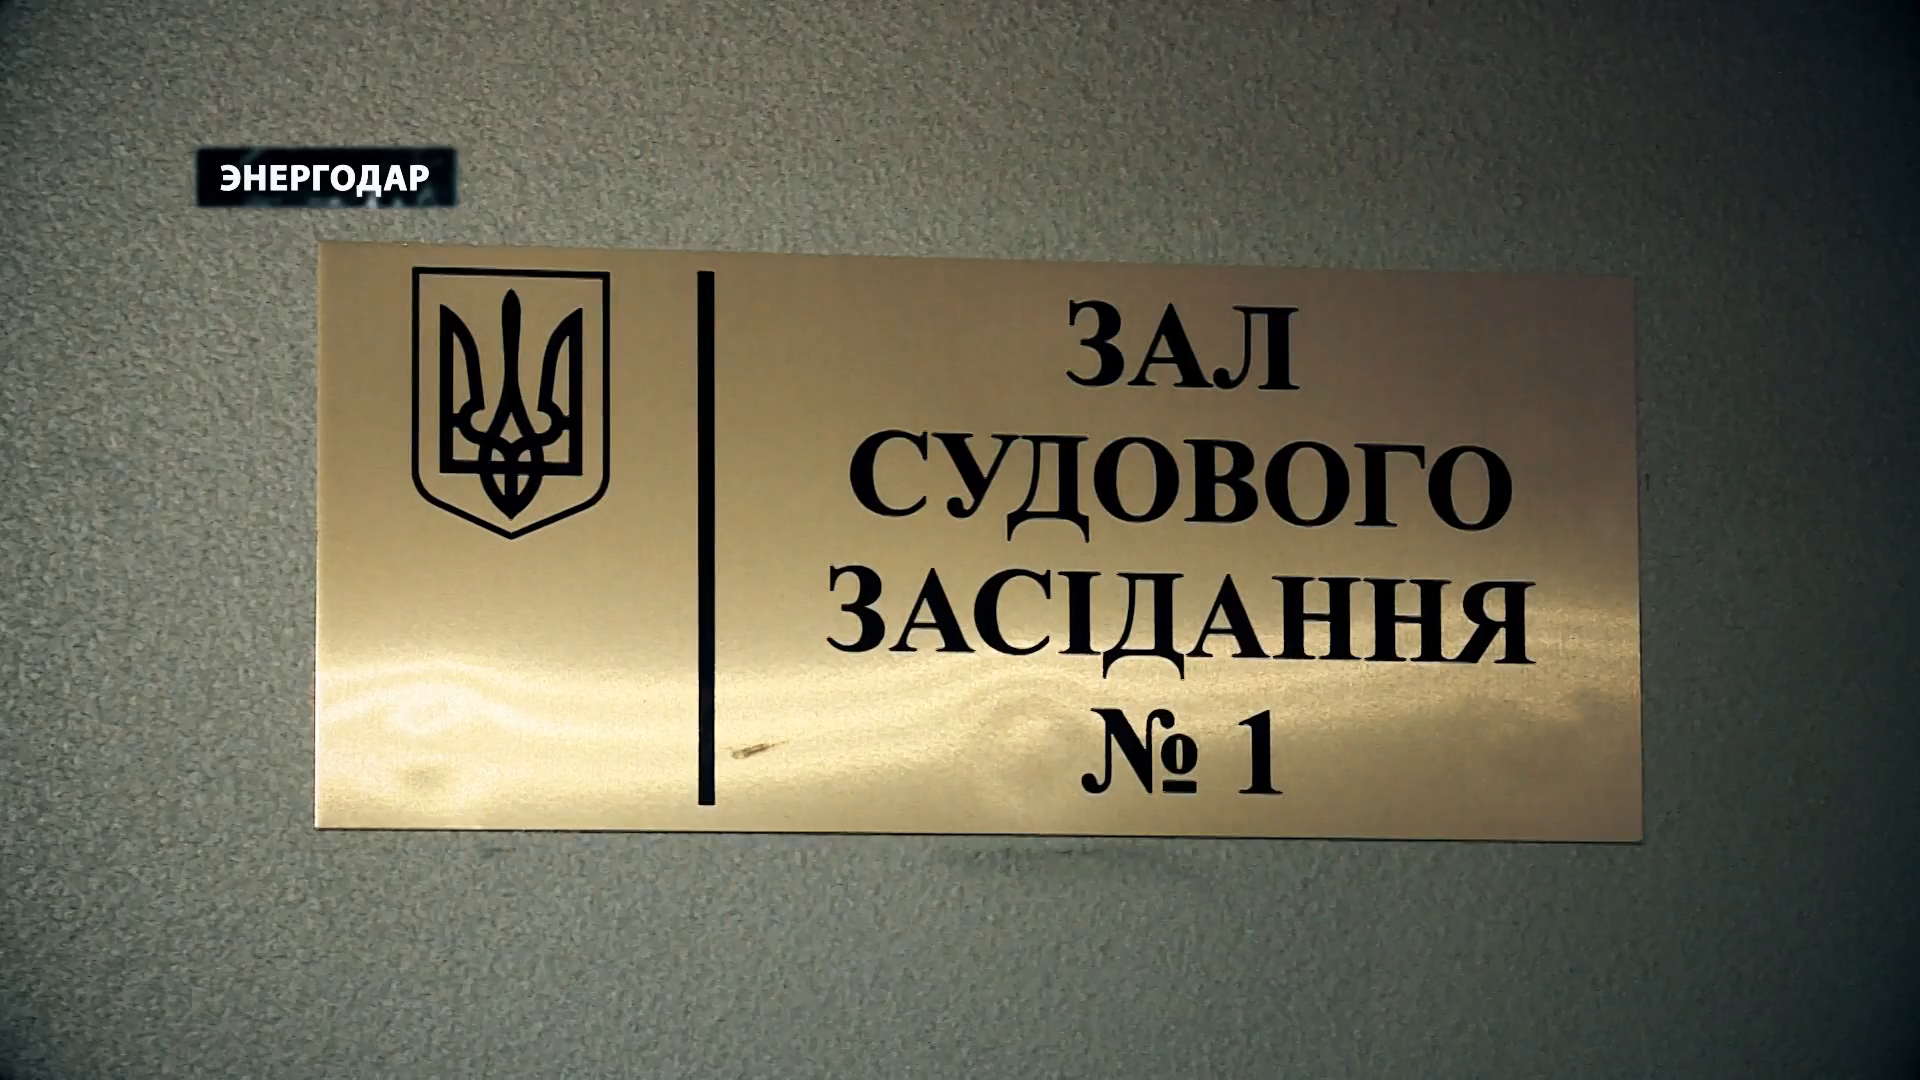 ЭНЕРГОДАР
ЗАЛ
СУДОВОГО
ЗАСІДАННЯ
№ 1